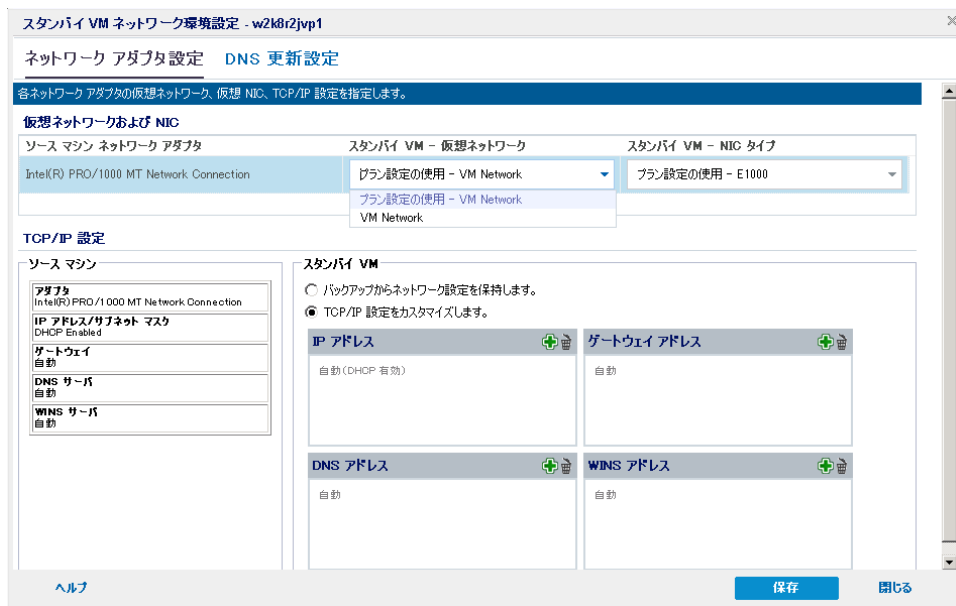 スタンバイ VM ネットワーク環境設定 - w2k8r2jvp1
ネットワーク アダプタ設定 DNS 更新設定
各ネットワーク アダプタの仮想ネットワーク、仮想 NIC、TCP/IP 設定を指定します。
仮想ネットワークおよび NIC
ソース マシン ネットワーク アダプタ スタンバイ VM - 仮想ネットワーク スタンバイ VM - NIC タイプ
Intel(R) PRO/1000 MT Network Connection プラン設定の使用 - VM Network プラン設定の使用 - E1000
プラン設定の使用 - VM Network
VM Network
TCP/IP 設定
ソース マシン
アダプタ
Intel(R) PRO/1000 MT Network Connection
IP アドレス/サブネット マスク
DHCP Enabled
ゲートウェイ
自動
DNS サーバ
自動
WINS サーバ
自動
スタンバイ VM
バックアップからネットワーク設定を保持します。
TCP/IP 設定をカスタマイズします。
IP アドレス ゲートウェイ アドレス
自動(DHCP 有効) 自動
DNS アドレス WINS アドレス
自動 自動
ヘルプ 保存 閉じる